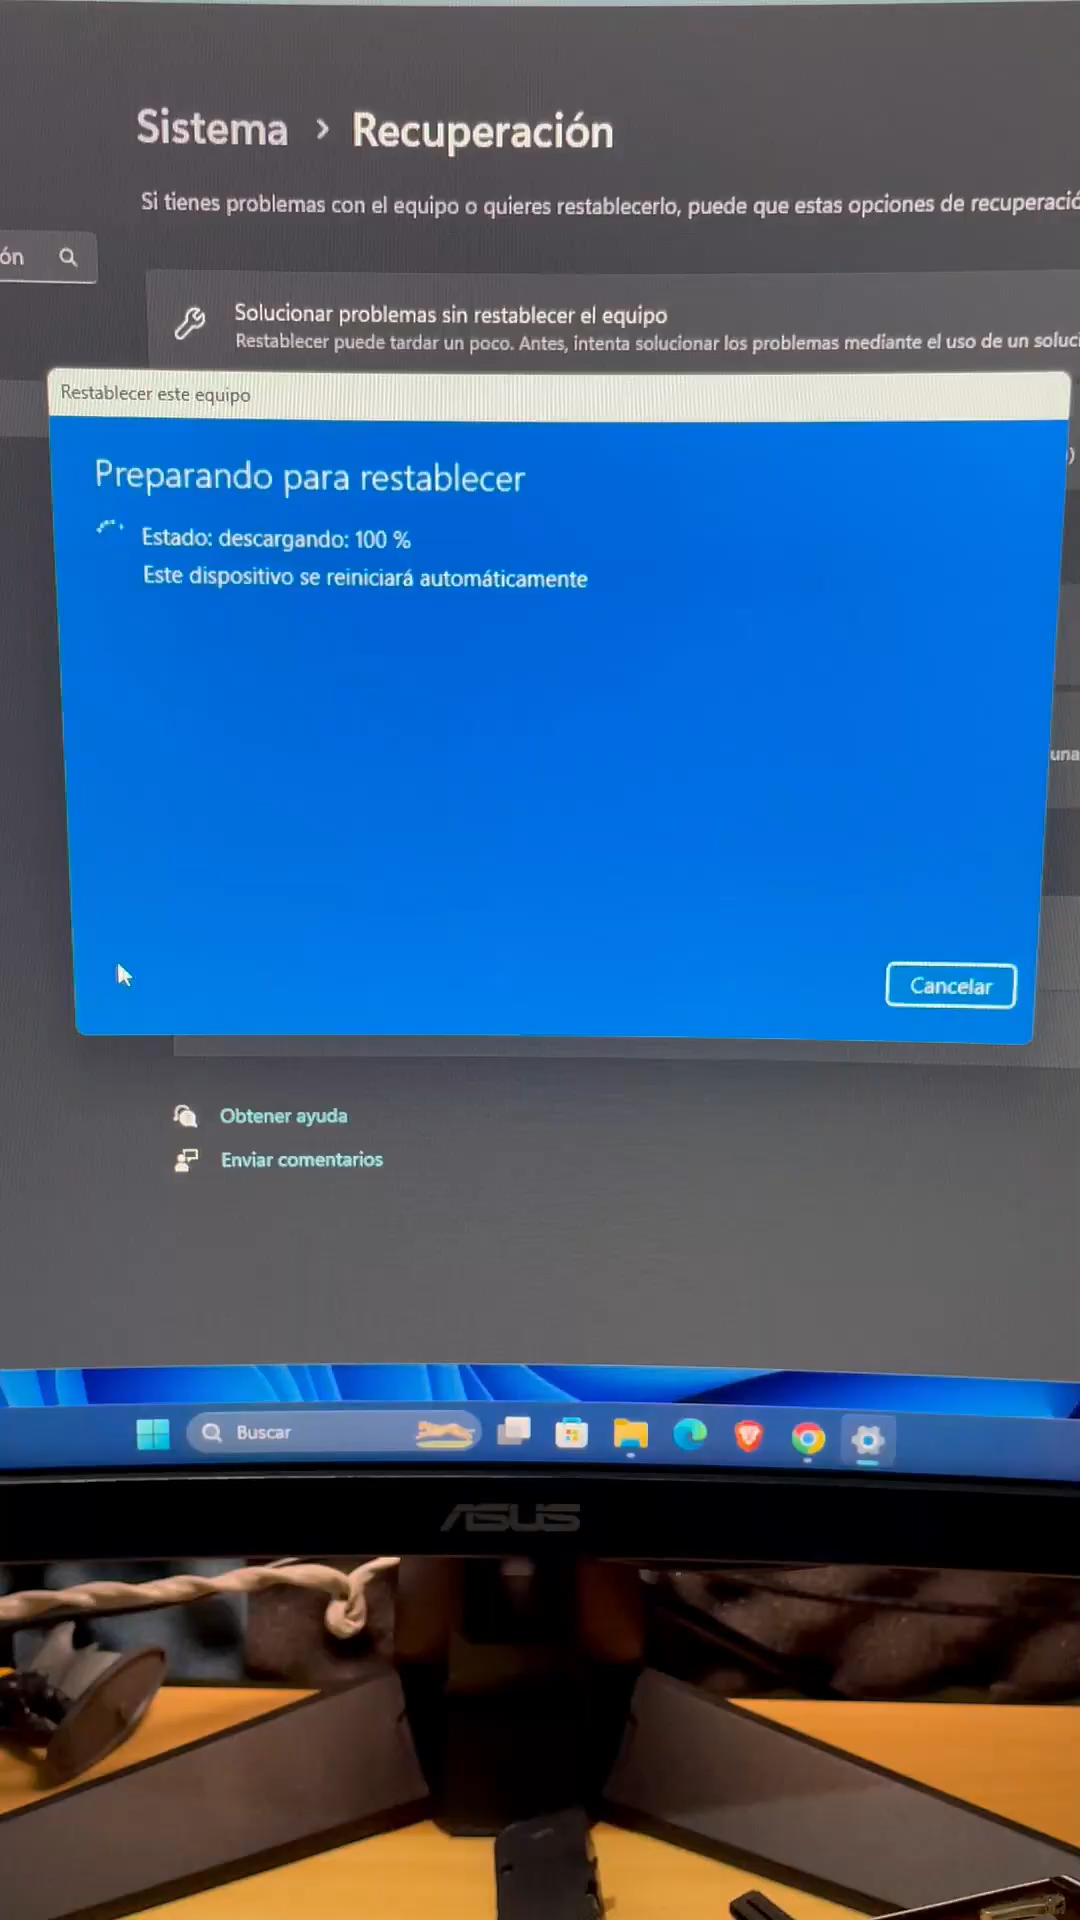 Sistema > Recuperación
Si tienes problemas con el equipo o quieres restablecerlo, puede que estas opciones de recuperació
ón
Solucionar problemas sin restablecer el equipo
Restablecer puede tardar un poco. Antes, intenta solucionar los problemas mediante el uso de un soluci
Restablecer este equipo
Preparando para restablecer
Estado: descargando: 100 %
Este dispositivo se reiniciará automáticamente
una
Cancelar
Obtener ayuda
Enviar comentarios
Buscar
ASUS